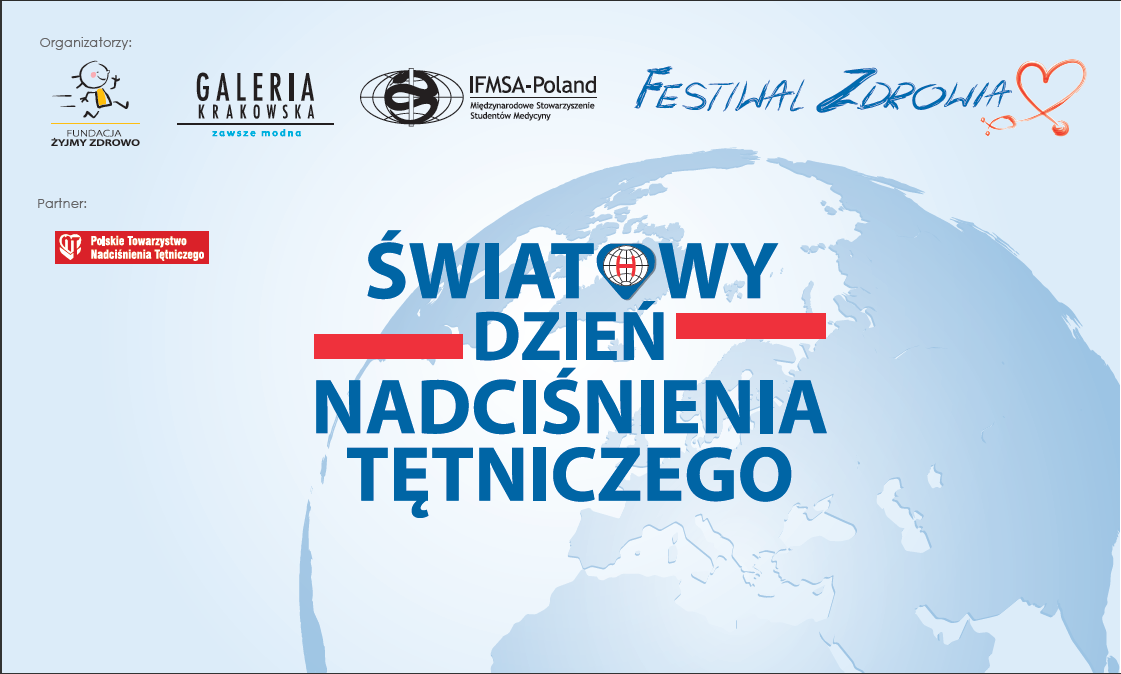 Organizatorzy:
FUNDACJA
ŻYJMY ZDROWO
GALERIA
KRAKOWSKA
zawsze modna
IFMSA-Poland
Międzynarodowe Stowarzyszenie
Studentów Medycyny
FESTIWAL ZDROWIA
Partner:
Polskie Towarzystwo
Nadciśnienia Tętniczego
ŚWIATOWY
H
DZIEŃ
NADCIŚNIENIA
TĘTNICZEGO